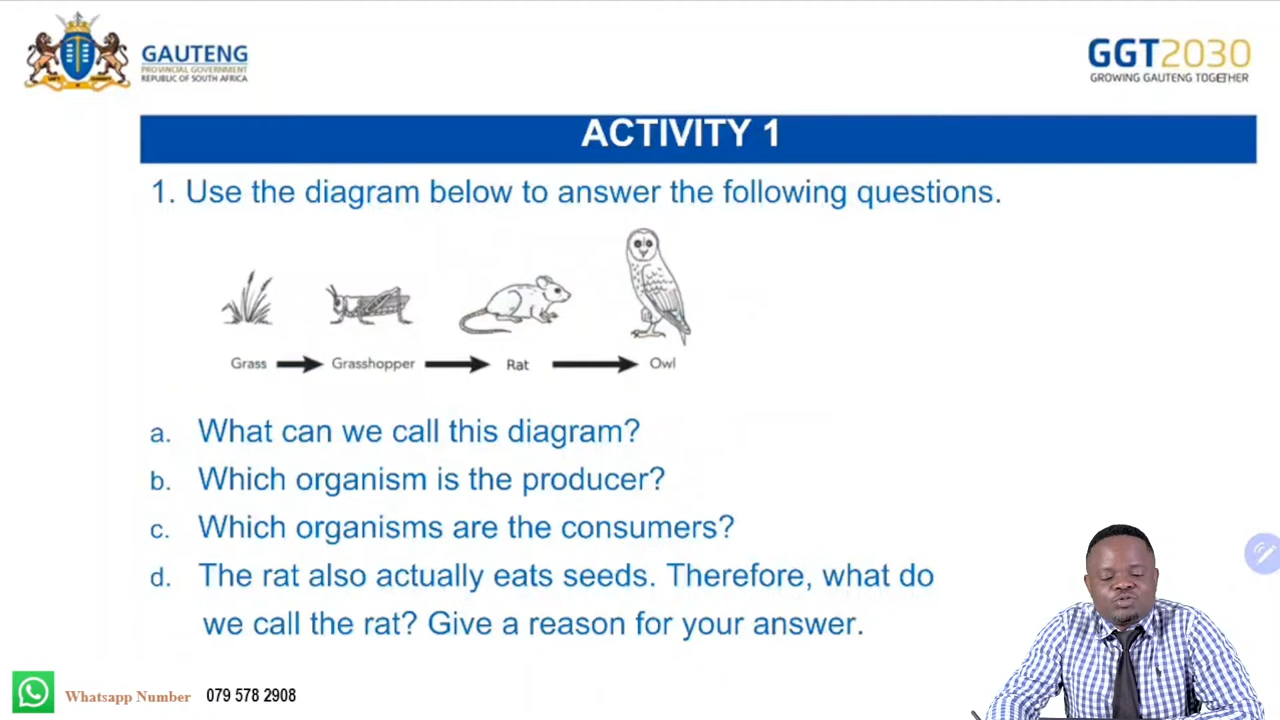 GAUTENG
PROVINCIAL GOVERNMENT
REPUBLIC OF SOUTH AFRICA
GGT2030
GROWING GAUTENG TOGETHER
ACTIVITY 1
1. Use the diagram below to answer the following questions.
Grass Grasshopper Rat Owl
a. What can we call this diagram?
b. Which organism is the producer?
c. Which organisms are the consumers?
d. The rat also actually eats seeds. Therefore, what do
we call the rat? Give a reason for your answer.
Whatsapp Number 079 578 2908